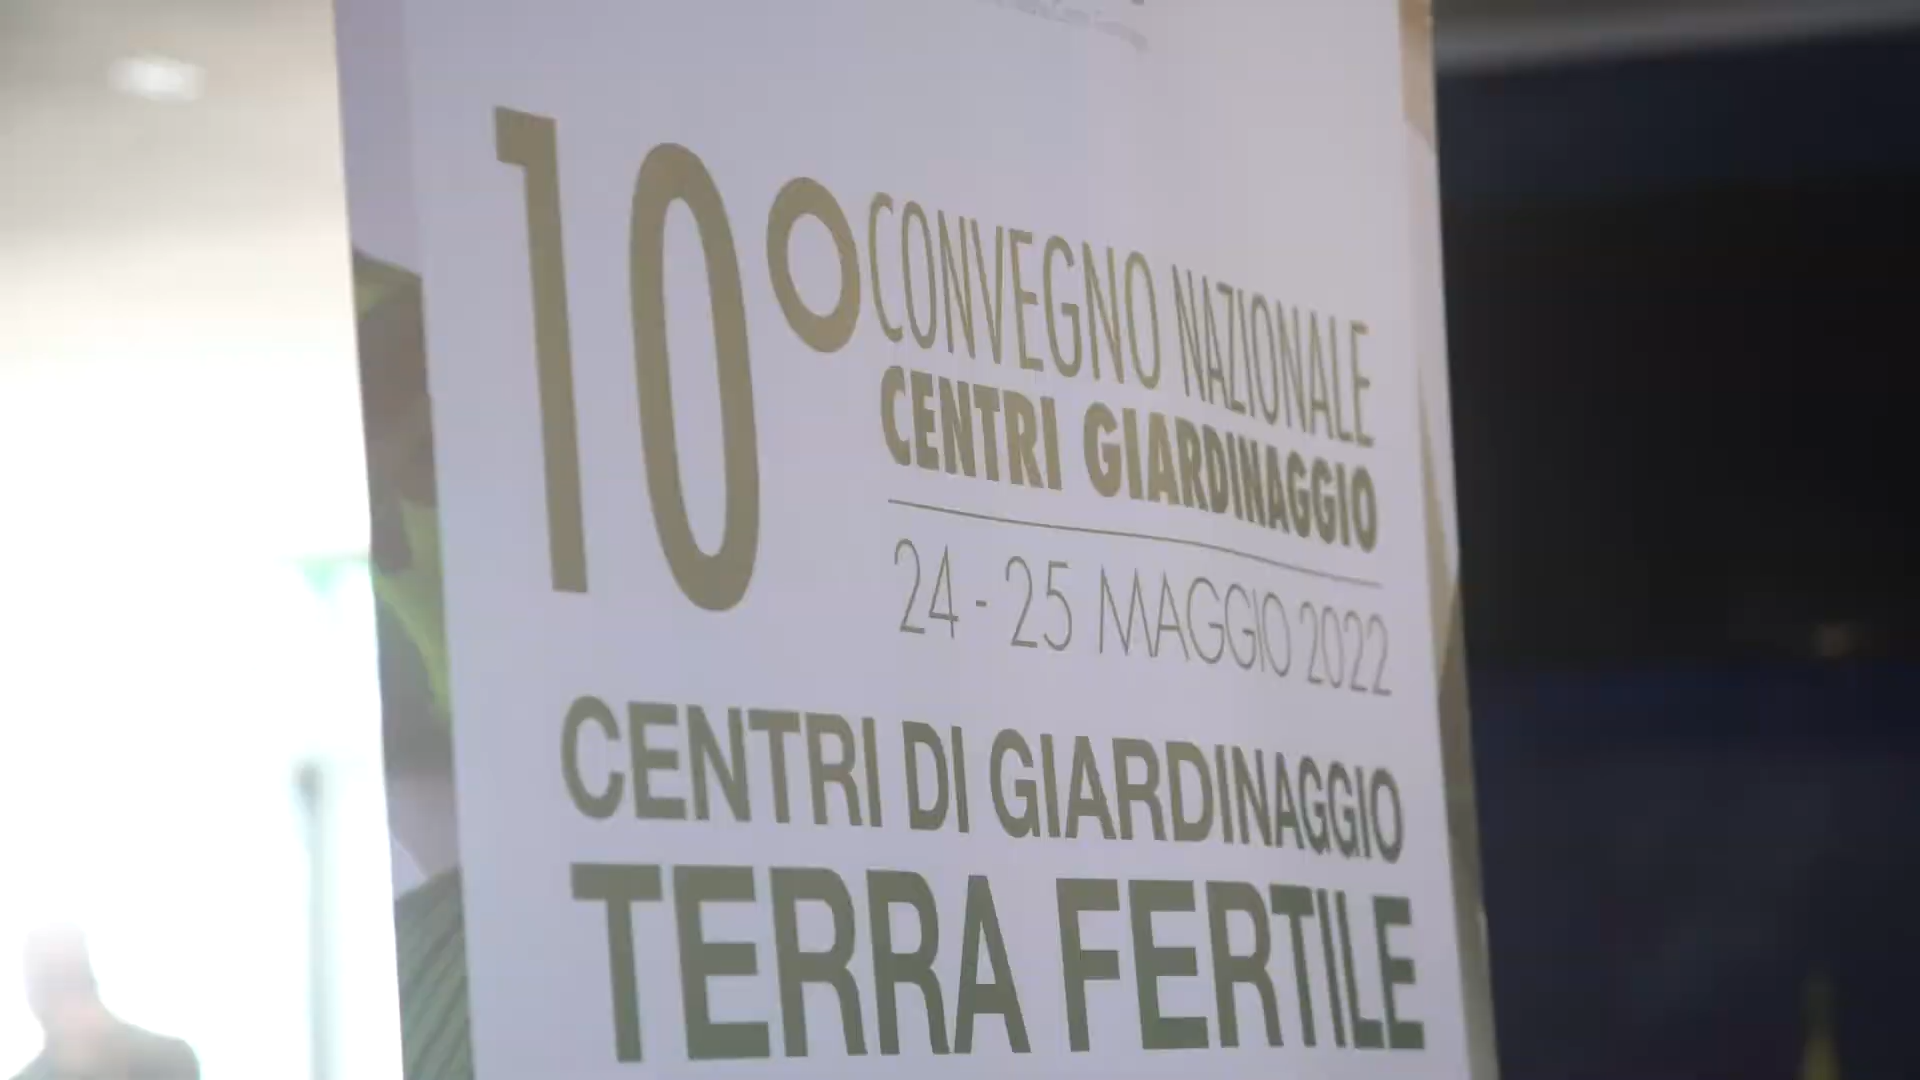 10° CONVEGNO NAZIONALE
CENTRI GIARDINAGGIO
24 - 25 MAGGIO 2022
CENTRI DI GIARDINAGGIO
TERRA FERTILE